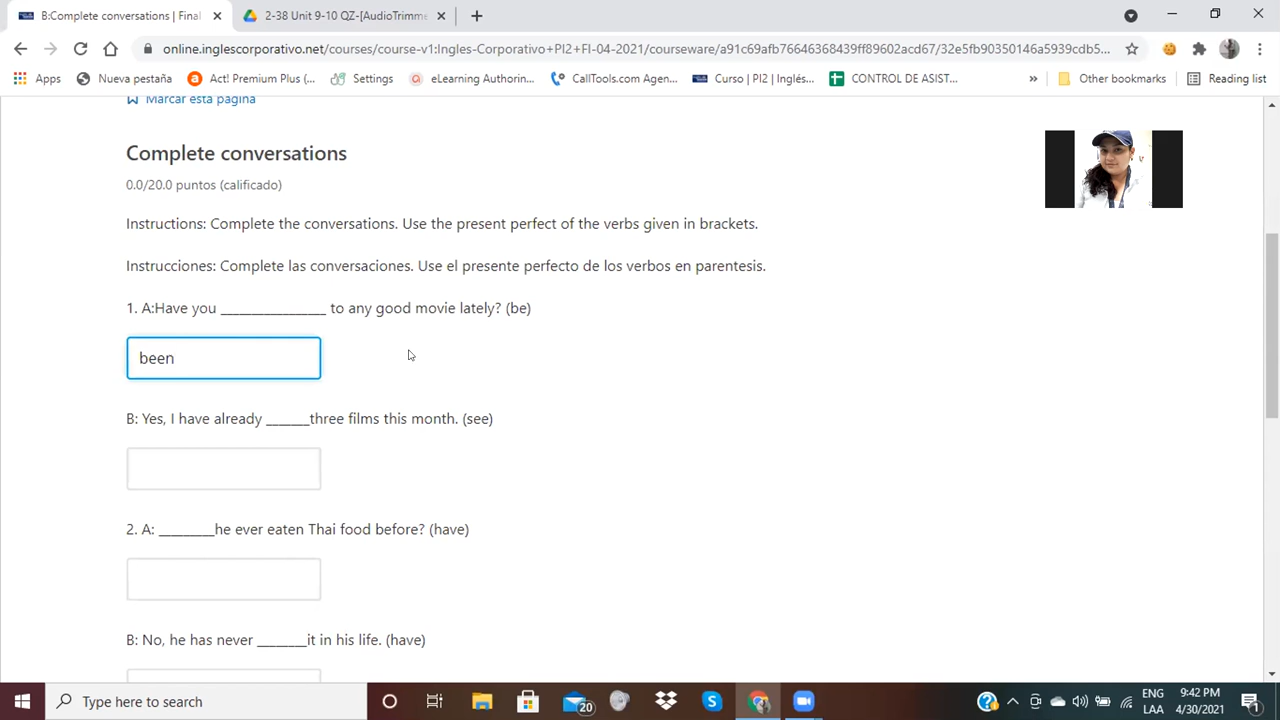 B:Complete conversations | Final
2-38 Unit 9-10 QZ-[AudioTrimme
online.inglescorporativo.net/courses/course-v1:Ingles-Corporativo+PI2+FI-04-2021/courseware/a91c69afb76646368439ff89602acd67/32e5fb90350146a5939cdb5...
Apps
Nueva pestaña
Act! Premium Plus (...
Settings
eLearning Authorin...
CallTools.com Agen...
Curso | PI2 | Inglés...
CONTROL DE ASIST...
»
Other bookmarks
Reading list
Marcar esta página
Complete conversations
0.0/20.0 puntos (calificado)
Instructions: Complete the conversations. Use the present perfect of the verbs given in brackets.
Instrucciones: Complete las conversaciones. Use el presente perfecto de los verbos en parentesis.
1. A:Have you ________________ to any good movie lately? (be)
been
B: Yes, I have already ______three films this month. (see)
2. A: ________he ever eaten Thai food before? (have)
B: No, he has never _______it in his life. (have)
Type here to search
20
ENG
LAA
9:42 PM
4/30/2021
1